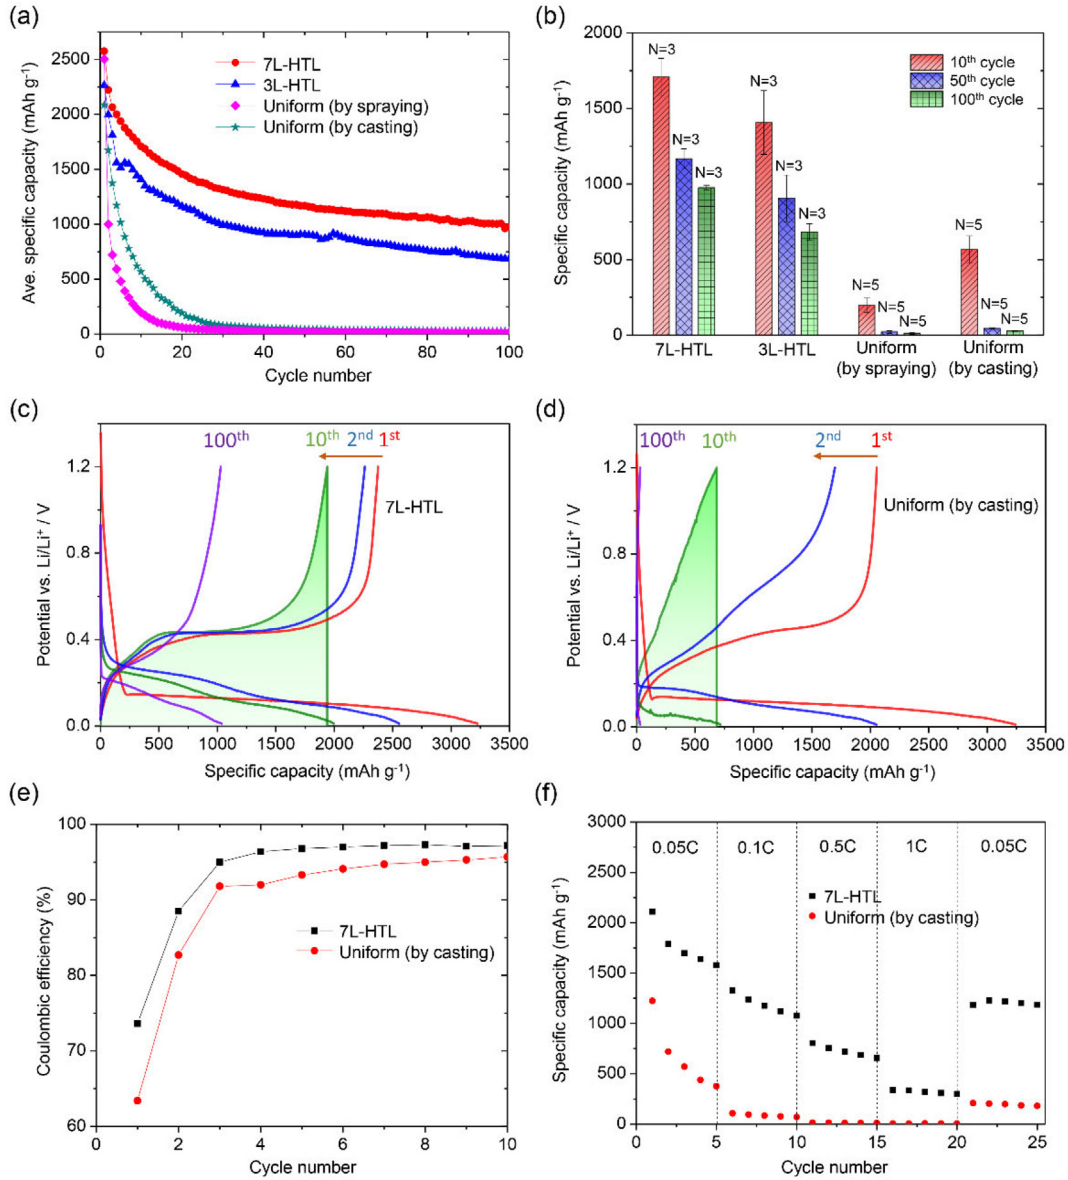 (a)
2500
2000
1500
1000
500
0
Ave. specific capacity (mAh g⁻¹)
7L-HTL
3L-HTL
Uniform (by spraying)
Uniform (by casting)
0 20 40 60 80 100
Cycle number
(b)
2000
1500
1000
500
0
Specific capacity (mAh g⁻¹)
10ᵗʰ cycle
50ᵗʰ cycle
100ᵗʰ cycle
N=3
N=3
N=3
N=3
N=3
N=3
N=5
N=5
N=5
N=5
N=5
N=5
7L-HTL 3L-HTL Uniform Uniform
(by spraying) (by casting)
(c)
100ᵗʰ 10ᵗʰ 2ⁿᵈ 1ˢᵗ
7L-HTL
1.2
0.8
0.4
0.0
Potential vs. Li/Li⁺ / V
0 500 1000 1500 2000 2500 3000 3500
Specific capacity (mAh g⁻¹)
(d)
100ᵗʰ 10ᵗʰ 2ⁿᵈ 1ˢᵗ
Uniform (by casting)
1.2
0.8
0.4
0.0
Potential vs. Li/Li⁺ / V
0 500 1000 1500 2000 2500 3000 3500
Specific capacity (mAh g⁻¹)
(e)
100
90
80
70
60
Coulombic efficiency (%)
7L-HTL
Uniform (by casting)
0 2 4 6 8 10
Cycle number
(f)
3000
2500
2000
1500
1000
500
0
Specific capacity (mAh g⁻¹)
0.05C 0.1C 0.5C 1C 0.05C
7L-HTL
Uniform (by casting)
0 5 10 15 20 25
Cycle number